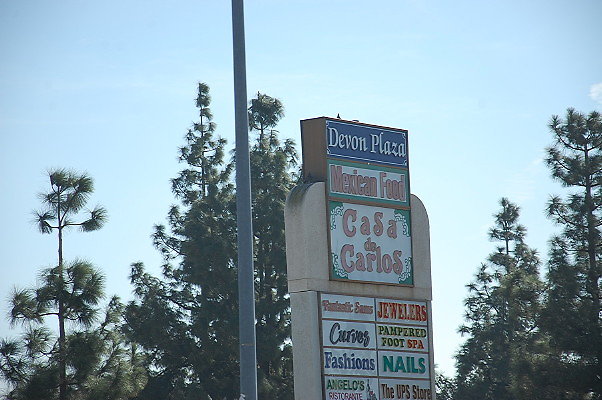 Devon Plaza
Mexican Food
Casa
de
Carlos
Fantastic Sams
JEWELERS
Curves
PAMPERED
FOOT SPA
Fashions
NAILS
ANGELO'S
RISTORANTE
The UPS Store